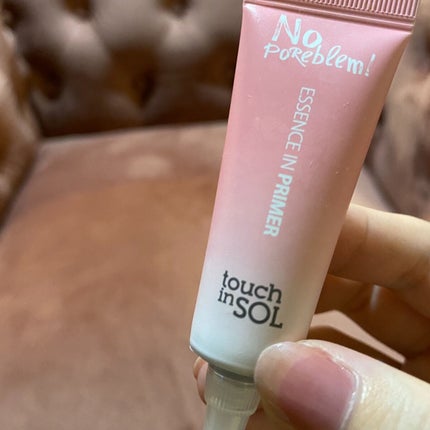 No
Poreblem!
ESSENCE IN PRIMER
touch
in SOL